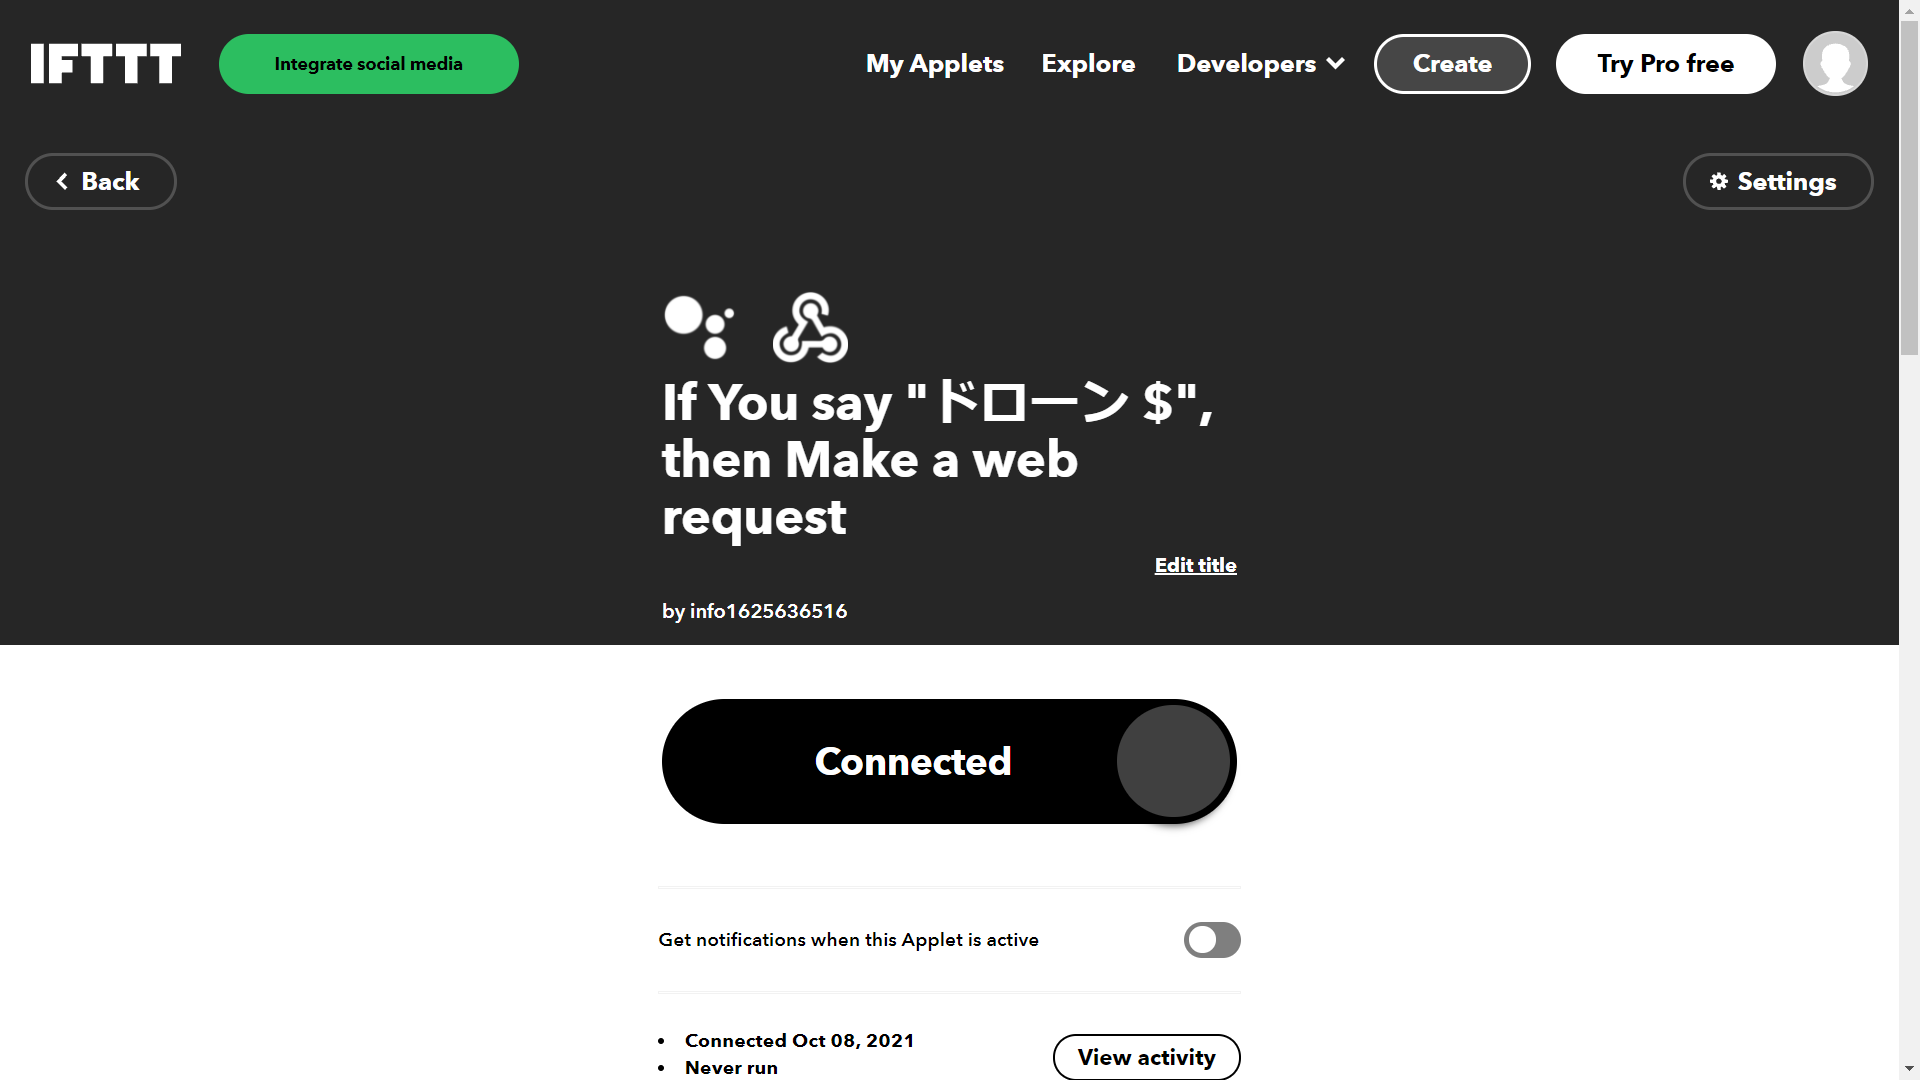 IFTTT
Integrate social media
My Applets
Explore
Developers
Create
Try Pro free
Back
Settings
If You say "ドローン $",
then Make a web
request
Edit title
by info1625636516
Connected
Get notifications when this Applet is active
Connected Oct 08, 2021
Never run
View activity